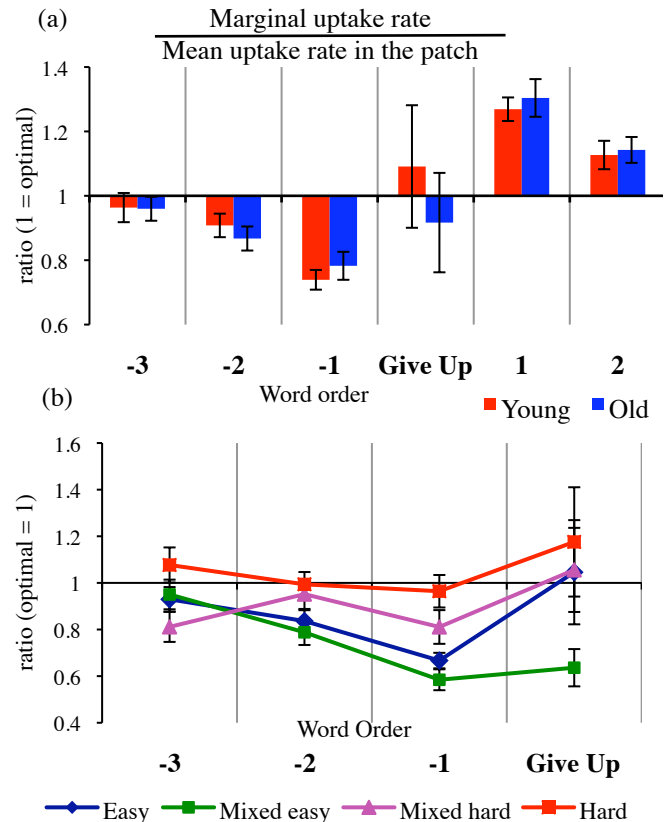 (a)
Marginal uptake rate
Mean uptake rate in the patch
ratio (1 = optimal)
1.4
1.2
1
0.8
0.6
-3 -2 -1 Give Up 1 2
Word order
Young Old
(b)
ratio (optimal = 1)
1.6
1.4
1.2
1
0.8
0.6
0.4
Word Order
-3 -2 -1 Give Up
Easy Mixed easy Mixed hard Hard